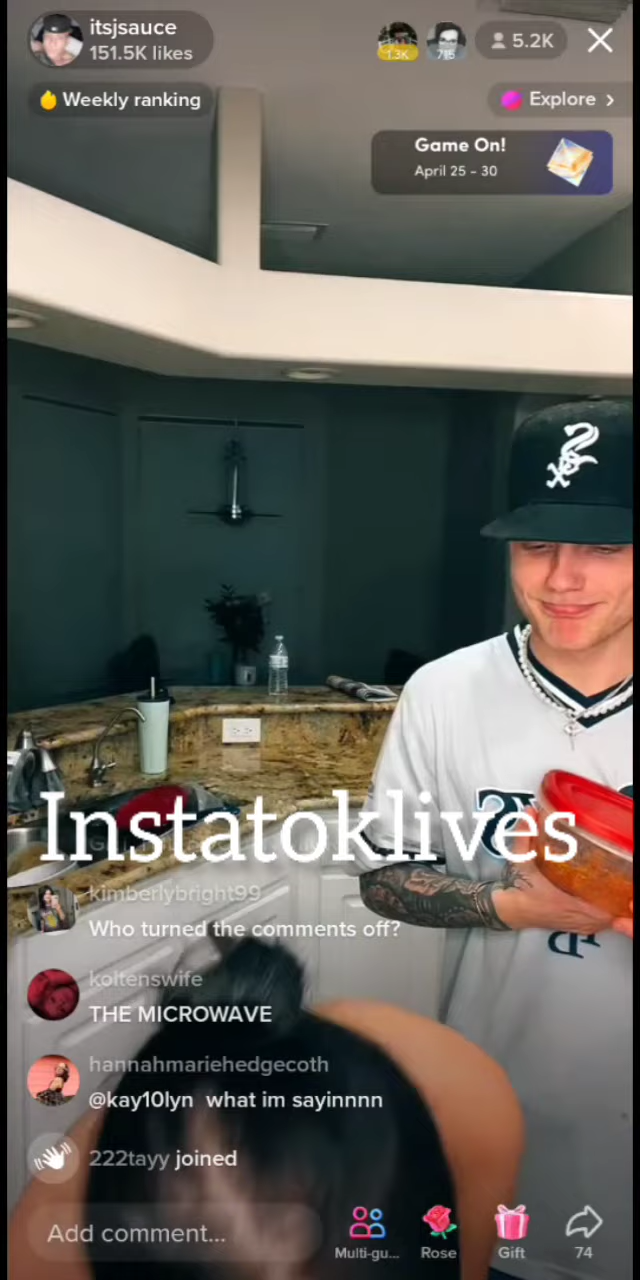 itsjsauce
151.5K likes
1.3K
715
5.2K
Weekly ranking
Explore >
Game On!
April 25 - 30
Instatoklives
kimberlybright99
Who turned the comments off?
koltenswife
THE MICROWAVE
hannahmariehedgecoth
@kay10lyn what im sayinnnn
222tayy joined
Add comment...
Multi-gu...
Rose
Gift
74